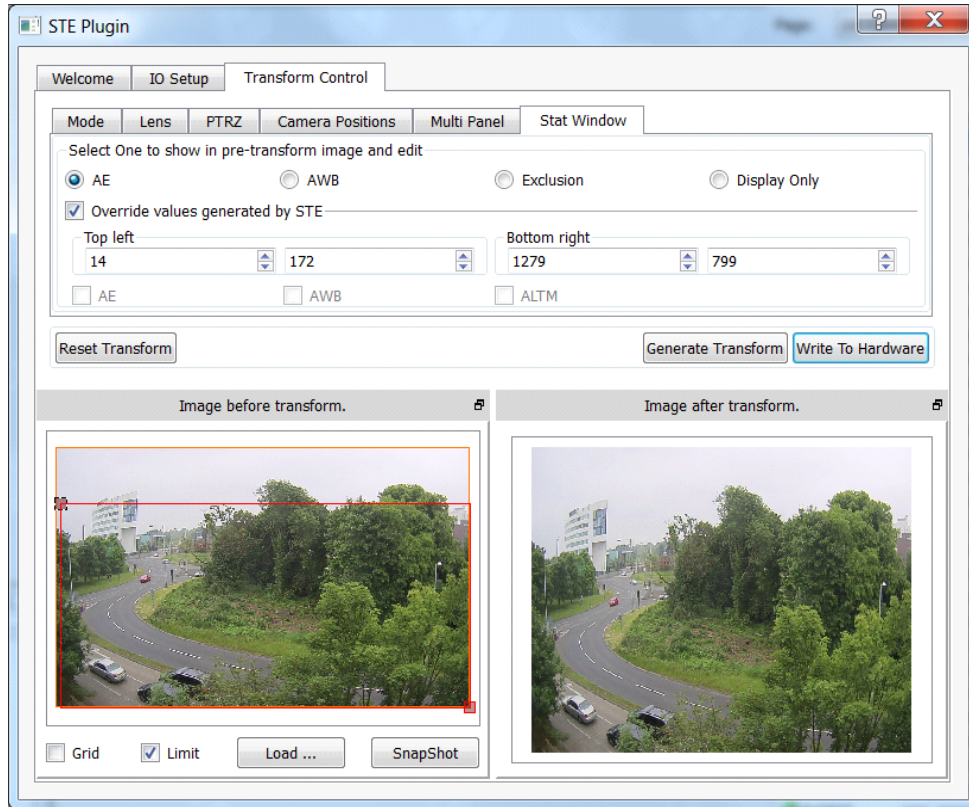 STE Plugin
Page
Welcome IO Setup Transform Control
Mode Lens PTRZ Camera Positions Multi Panel Stat Window
Select One to show in pre-transform image and edit
AE AWB Exclusion Display Only
Override values generated by STE
Top left Bottom right
14 172 1279 799
AE AWB ALTM
Reset Transform Generate Transform Write To Hardware
Image before transform. Image after transform.
Grid Limit Load ... SnapShot